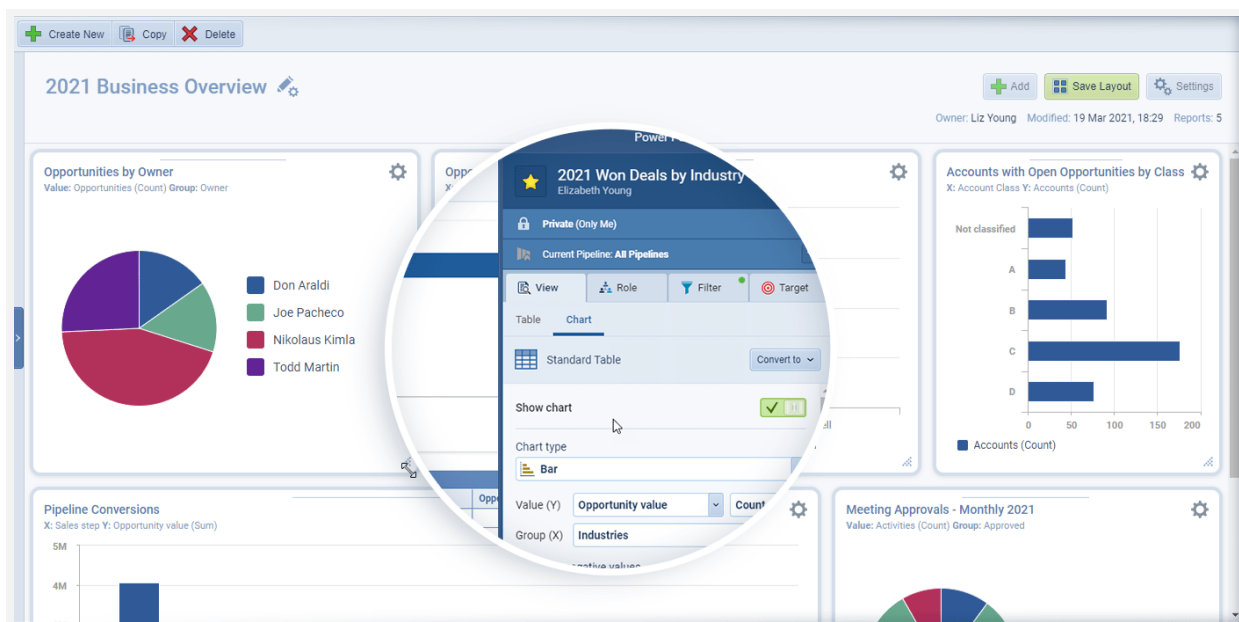 Create New Copy Delete
2021 Business Overview
Add Save Layout Settings
Owner: Liz Young Modified: 19 Mar 2021, 18:29 Reports: 5
Opportunities by Owner
Value: Opportunities (Count) Group: Owner
Don Araldi
Joe Pacheco
Nikolaus Kimla
Todd Martin
2021 Won Deals by Industry
Elizabeth Young
Private (Only Me)
Current Pipeline: All Pipelines
View Role Filter Target
Table Chart
Standard Table Convert to
Show chart
Chart type
Bar
Value (Y) Opportunity value Count
Group (X) Industries
values
Accounts with Open Opportunities by Class
X: Account Class Y: Accounts (Count)
Not classified
A
B
C
D
0 50 100 150 200
Accounts (Count)
Pipeline Conversions
X: Sales step Y: Opportunity value (Sum)
5M
4M
Meeting Approvals - Monthly 2021
Value: Activities (Count) Group: Approved